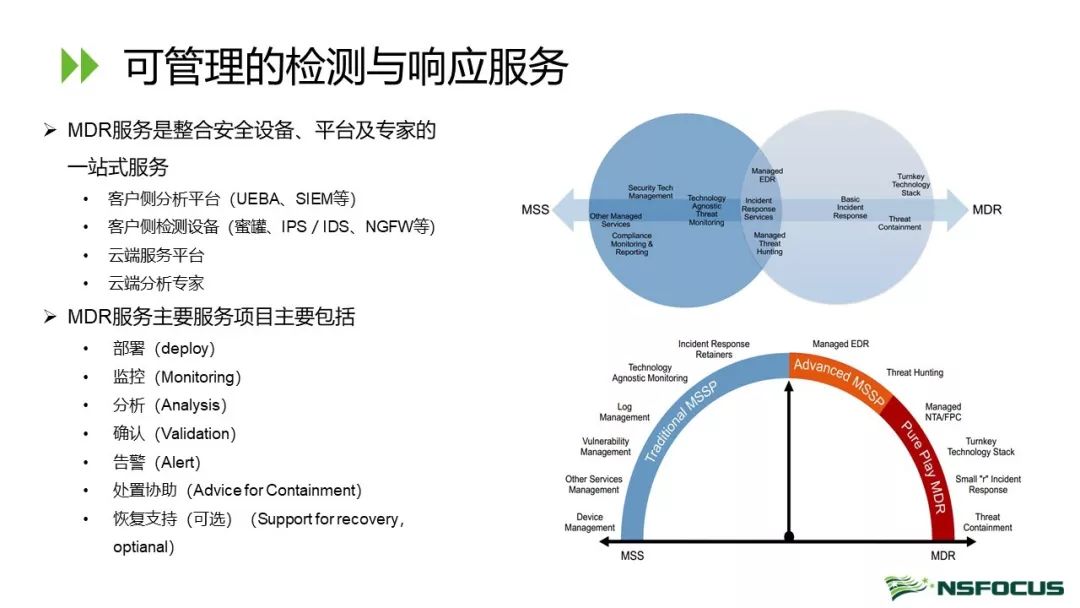 可管理的检测与响应服务
➢ MDR服务是整合安全设备、平台及专家的
一站式服务
• 客户侧分析平台（UEBA、SIEM等）
• 客户侧检测设备（蜜罐、IPS / IDS、NGFW等）
• 云端服务平台
• 云端分析专家
➢ MDR服务主要服务项目主要包括
• 部署（deploy）
• 监控（Monitoring）
• 分析（Analysis）
• 确认（Validation）
• 告警（Alert）
• 处置协助（Advice for Containment）
• 恢复支持（可选）（Support for recovery，
optianal）
MSS
Security Tech
Management
Other Managed
Services
Compliance
Monitoring &
Reporting
Technology
Agnostic
Threat
Monitoring
Managed
EDR
Incident
Response
Services
Managed
Threat
Hunting
Basic
Incident
Response
Turnkey
Technology
Stack
Threat
Containment
MDR
Incident Response
Retainers
Technology
Agnostic Monitoring
Log
Management
Vulnerability
Management
Other Services
Management
Device
Management
Traditional MSSP
Advanced MSSP
Pure Play MDR
Managed EDR
Threat Hunting
Managed
NTA/FPC
Turnkey
Technology Stack
Small "r" Incident
Response
Threat
Containment
MSS
MDR
NSFOCUS